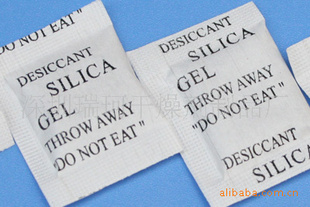 DO NOT EAT"
DESICCANT
SILICA
GEL
THROW AWAY
"DO NOT EAT"
DESICCANT
SILICA
GEL
THROW AWAY
"DO NOT EAT"
DESICCANT
SILICA